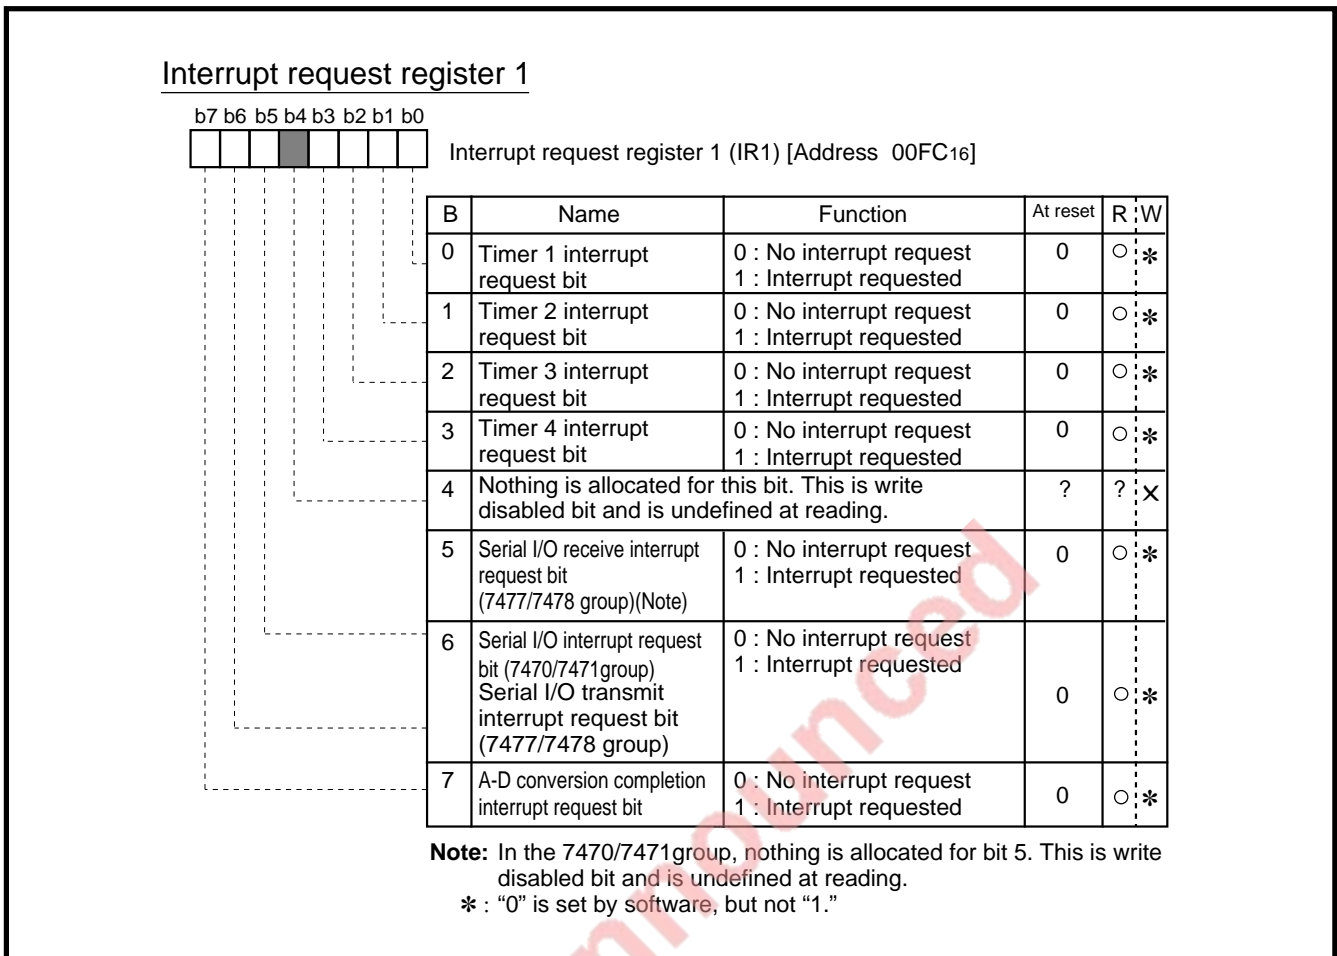 Interrupt request register 1
b7 b6 b5 b4 b3 b2 b1 b0
Interrupt request register 1 (IR1) [Address 00FC16]
B Name Function At reset R W
0 Timer 1 interrupt request bit 0 : No interrupt request 1 : Interrupt requested 0 ○ ✻
1 Timer 2 interrupt request bit 0 : No interrupt request 1 : Interrupt requested 0 ○ ✻
2 Timer 3 interrupt request bit 0 : No interrupt request 1 : Interrupt requested 0 ○ ✻
3 Timer 4 interrupt request bit 0 : No interrupt request 1 : Interrupt requested 0 ○ ✻
4 Nothing is allocated for this bit. This is write disabled bit and is undefined at reading. ? ? ×
5 Serial I/O receive interrupt request bit (7477/7478 group)(Note) 0 : No interrupt request 1 : Interrupt requested 0 ○ ✻
6 Serial I/O interrupt request bit (7470/7471group) Serial I/O transmit interrupt request bit (7477/7478 group) 0 : No interrupt request 1 : Interrupt requested 0 ○ ✻
7 A-D conversion completion interrupt request bit 0 : No interrupt request 1 : Interrupt requested 0 ○ ✻
Note: In the 7470/7471group, nothing is allocated for bit 5. This is write
disabled bit and is undefined at reading.
✻ : “0” is set by software, but not “1.”
nnounced